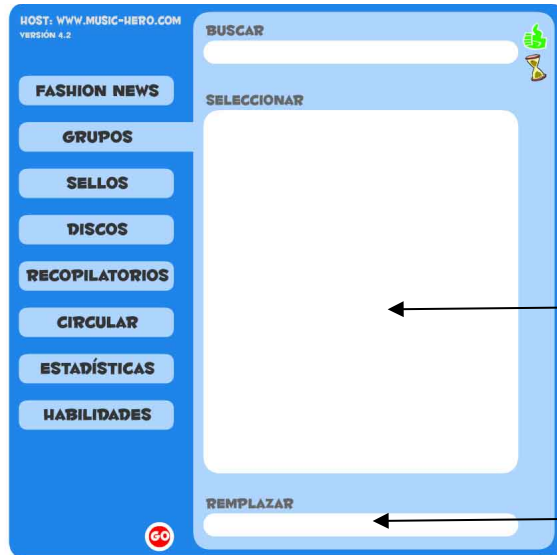 HOST: WWW.MUSIC-HERO.COM
VERSIÓN 4.2
FASHION NEWS
GRUPOS
SELLOS
DISCOS
RECOPILATORIOS
CIRCULAR
ESTADÍSTICAS
HABILIDADES
GO
BUSCAR
SELECCIONAR
REMPLAZAR